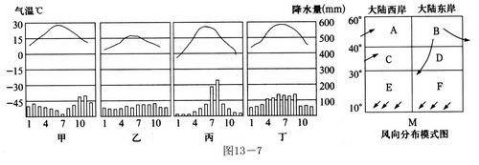 气温℃
降水量(mm)
大陆西岸 大陆东岸
30
15
0
-15
-30
-45
600
500
400
300
200
100
60°
40°
30°
10°
A
B
C
D
E
F
1 4 7 10
1 4 7 10
1 4 7 10
1 4 7 10
甲
乙
丙
丁
M
风向分布模式图
图13-7